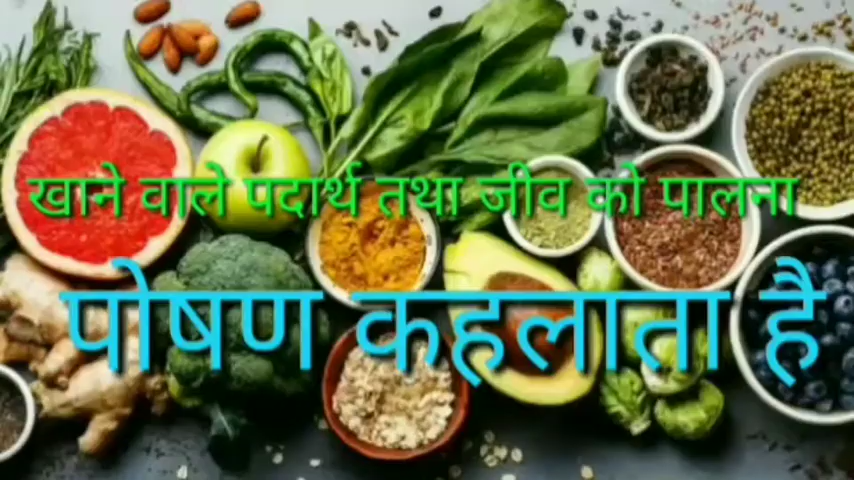 खाने वाले पदार्थ तथा जीव को पालना
पोषण कहलाता है